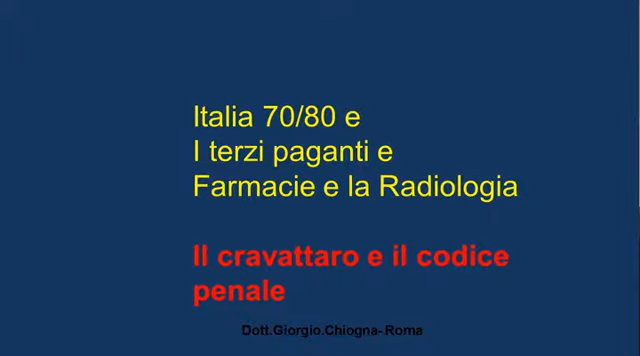 Italia 70/80 e
I terzi paganti e
Farmacie e la Radiologia
Il cravattaro e il codice
penale
Dott.Giorgio.Chiogna-Roma